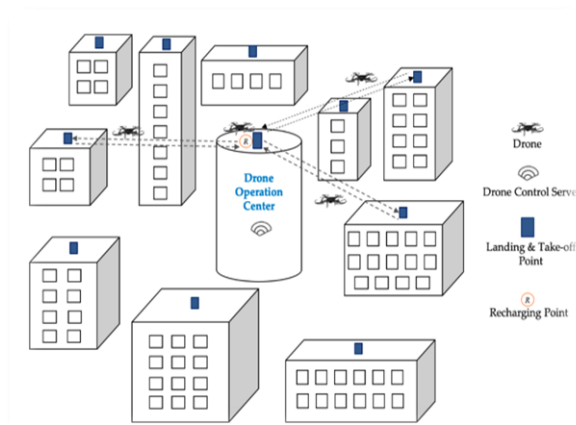 R
Drone
Operation
Center
Drone
Drone Control Serve
Landing & Take-off
Point
R
Recharging Point